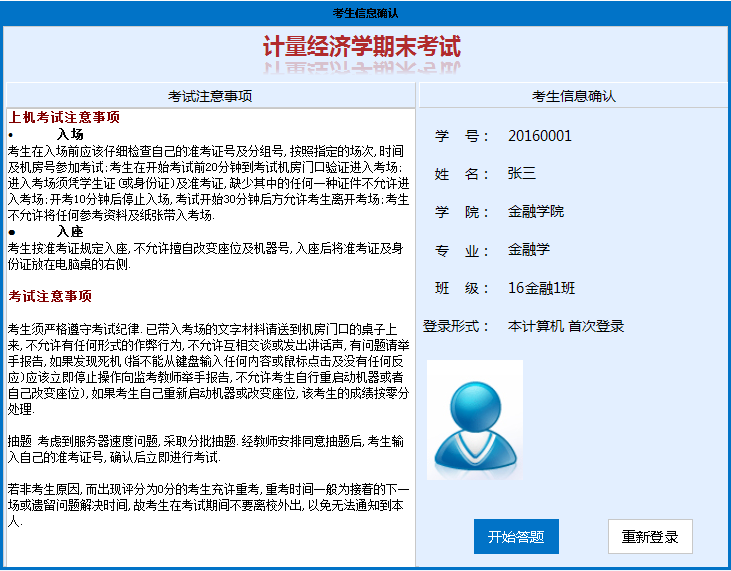 考生信息确认
计量经济学期末考试
考试注意事项
上机考试注意事项
● 入场
考生在入场前应该仔细检查自己的准考证号及分组号, 按照指定的场次, 时间
及机房号参加考试; 考生在开始考试前20分钟到考试机房门口验证进入考场;
进入考场须凭学生证(或身份证)及准考证, 缺少其中的任何一种证件不允许进
入考场; 开考10分钟后停止入场, 考试开始30分钟后方允许考生离开考场; 考生
不允许将任何参考资料及纸张带入考场.
● 入座
考生按准考证规定入座, 不允许擅自改变座位及机器号, 入座后将准考证及身
份证放在电脑桌的右侧.
考试注意事项
考生须严格遵守考试纪律. 已带入考场的文字材料请送到机房门口的桌子上
来, 不允许有任何形式的作弊行为, 不允许互相交谈或发出讲话声, 有问题请举
手报告, 如果发现死机(指不能从键盘输入任何内容或鼠标点击及没有任何反
应)应该立即停止操作向监考教师举手报告, 不允许考生自行重启动机器或者
自己改变座位), 如果考生自己重新启动机器或改变座位, 该考生的成绩按零分
处理.
抽题 考虑到服务器速度问题, 采取分批抽题. 经教师安排同意抽题后, 考生输
入自己的准考证号, 确认后立即进行考试.
若非考生原因, 而出现评分为0分的考生充许重考, 重考时间一般为接着的下一
场或遗留问题解决时间, 故考生在考试期间不要离校外出, 以免无法通知到本
人.
考生信息确认
学 号： 20160001
姓 名： 张三
学 院： 金融学院
专 业： 金融学
班 级： 16金融1班
登录形式： 本计算机 首次登录
开始答题 重新登录